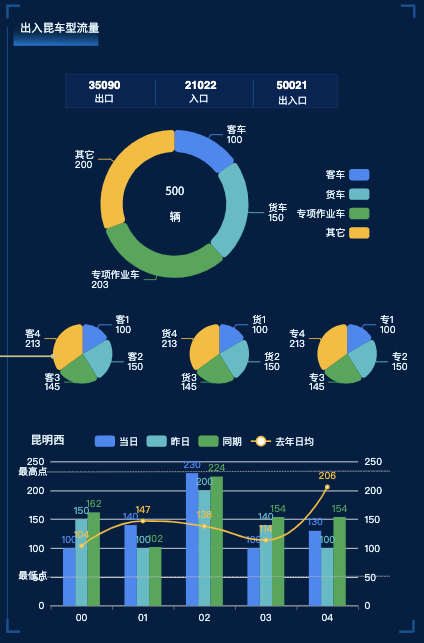 出入昆车型流量
35090 21022 50021
出口 入口 出入口
客车
100
其它
200
货车
150
专项作业车
203
500
辆
客车
货车
专项作业车
其它
客1
100
客2
150
客3
145
客4
213
货1
100
货2
150
货3
145
货4
213
专1
100
专2
150
专3
145
专4
213
昆明西
当日 昨日 同期 去年日均
250 230 250
最高点
200 200 224 206 200
150 150 162 140 147 138 140 154 130 154 150
100 100 104 100 102 100 100 100
最低点
50 50
0 0
00 01 02 03 04